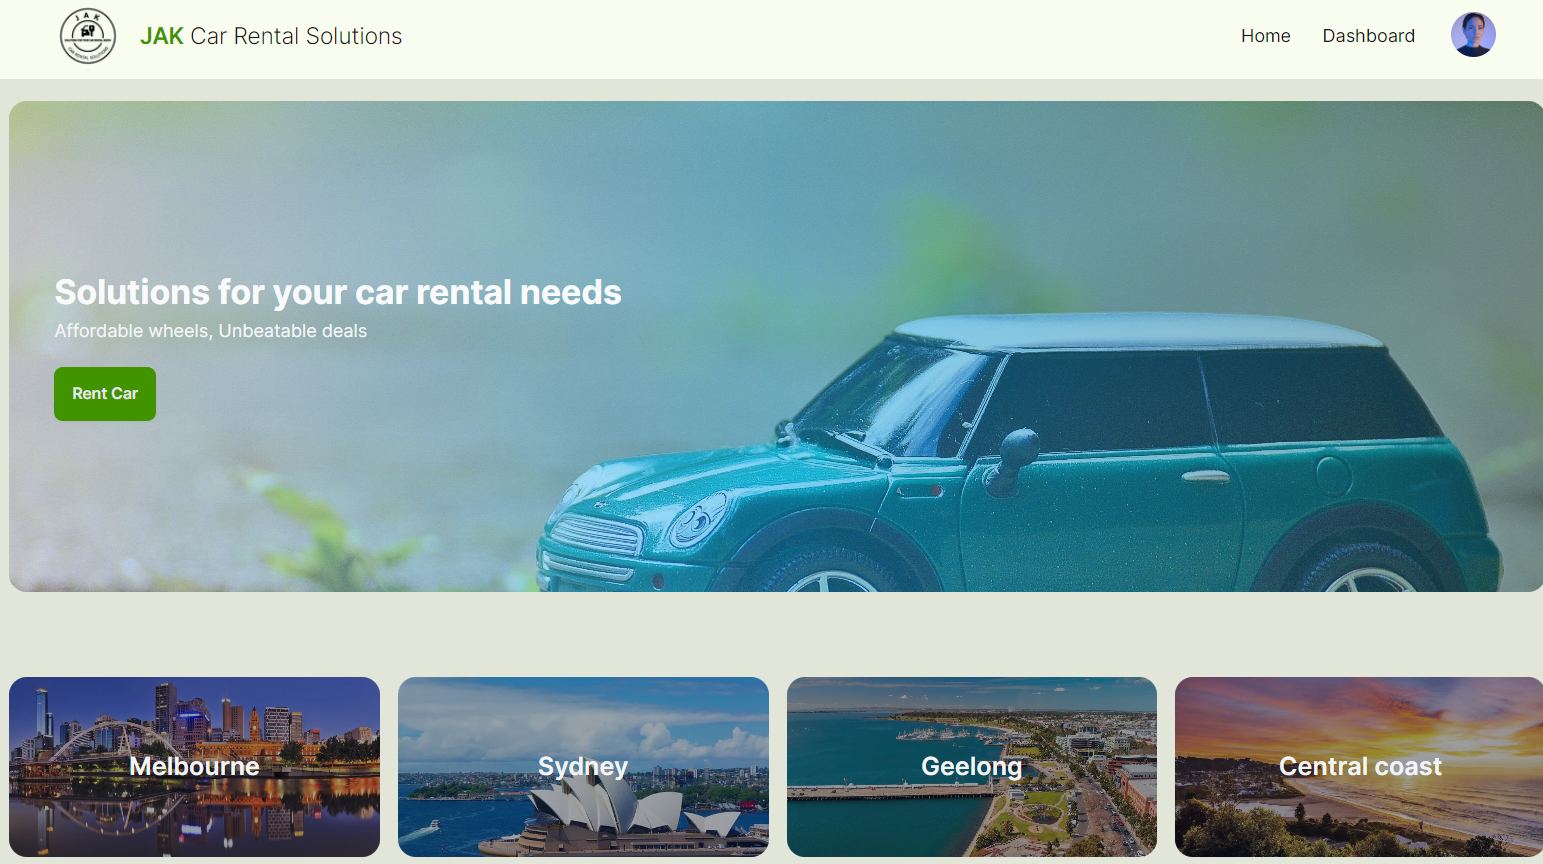 JAK
JAK Car Rental Solutions
Home
Dashboard
Solutions for your car rental needs
Affordable wheels, Unbeatable deals
Rent Car
Melbourne
Sydney
Geelong
Central coast